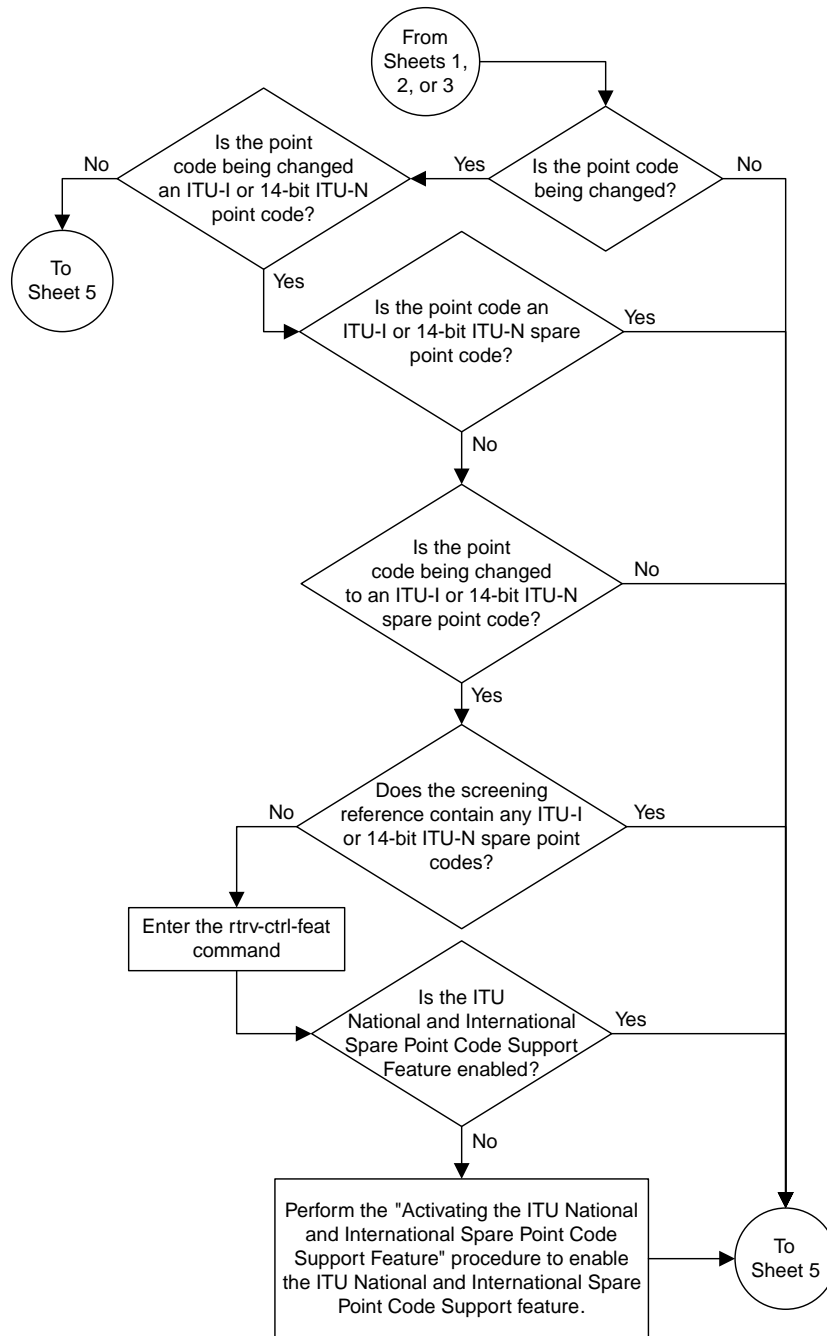 From
Sheets 1,
2, or 3
Is the point code
being changed?
Yes
No
Is the point
code being changed
an ITU-I or 14-bit ITU-N
point code?
No
To
Sheet 5
Yes
Is the point code an
ITU-I or 14-bit ITU-N spare
point code?
Yes
No
Is the point
code being changed
to an ITU-I or 14-bit ITU-N
spare point code?
No
Yes
Does the screening
reference contain any ITU-I
or 14-bit ITU-N spare point
codes?
No
Yes
Enter the rtrv-ctrl-feat
command
Is the ITU
National and International
Spare Point Code Support
Feature enabled?
Yes
No
Perform the "Activating the ITU National
and International Spare Point Code
Support Feature" procedure to enable
the ITU National and International Spare
Point Code Support feature.
To
Sheet 5